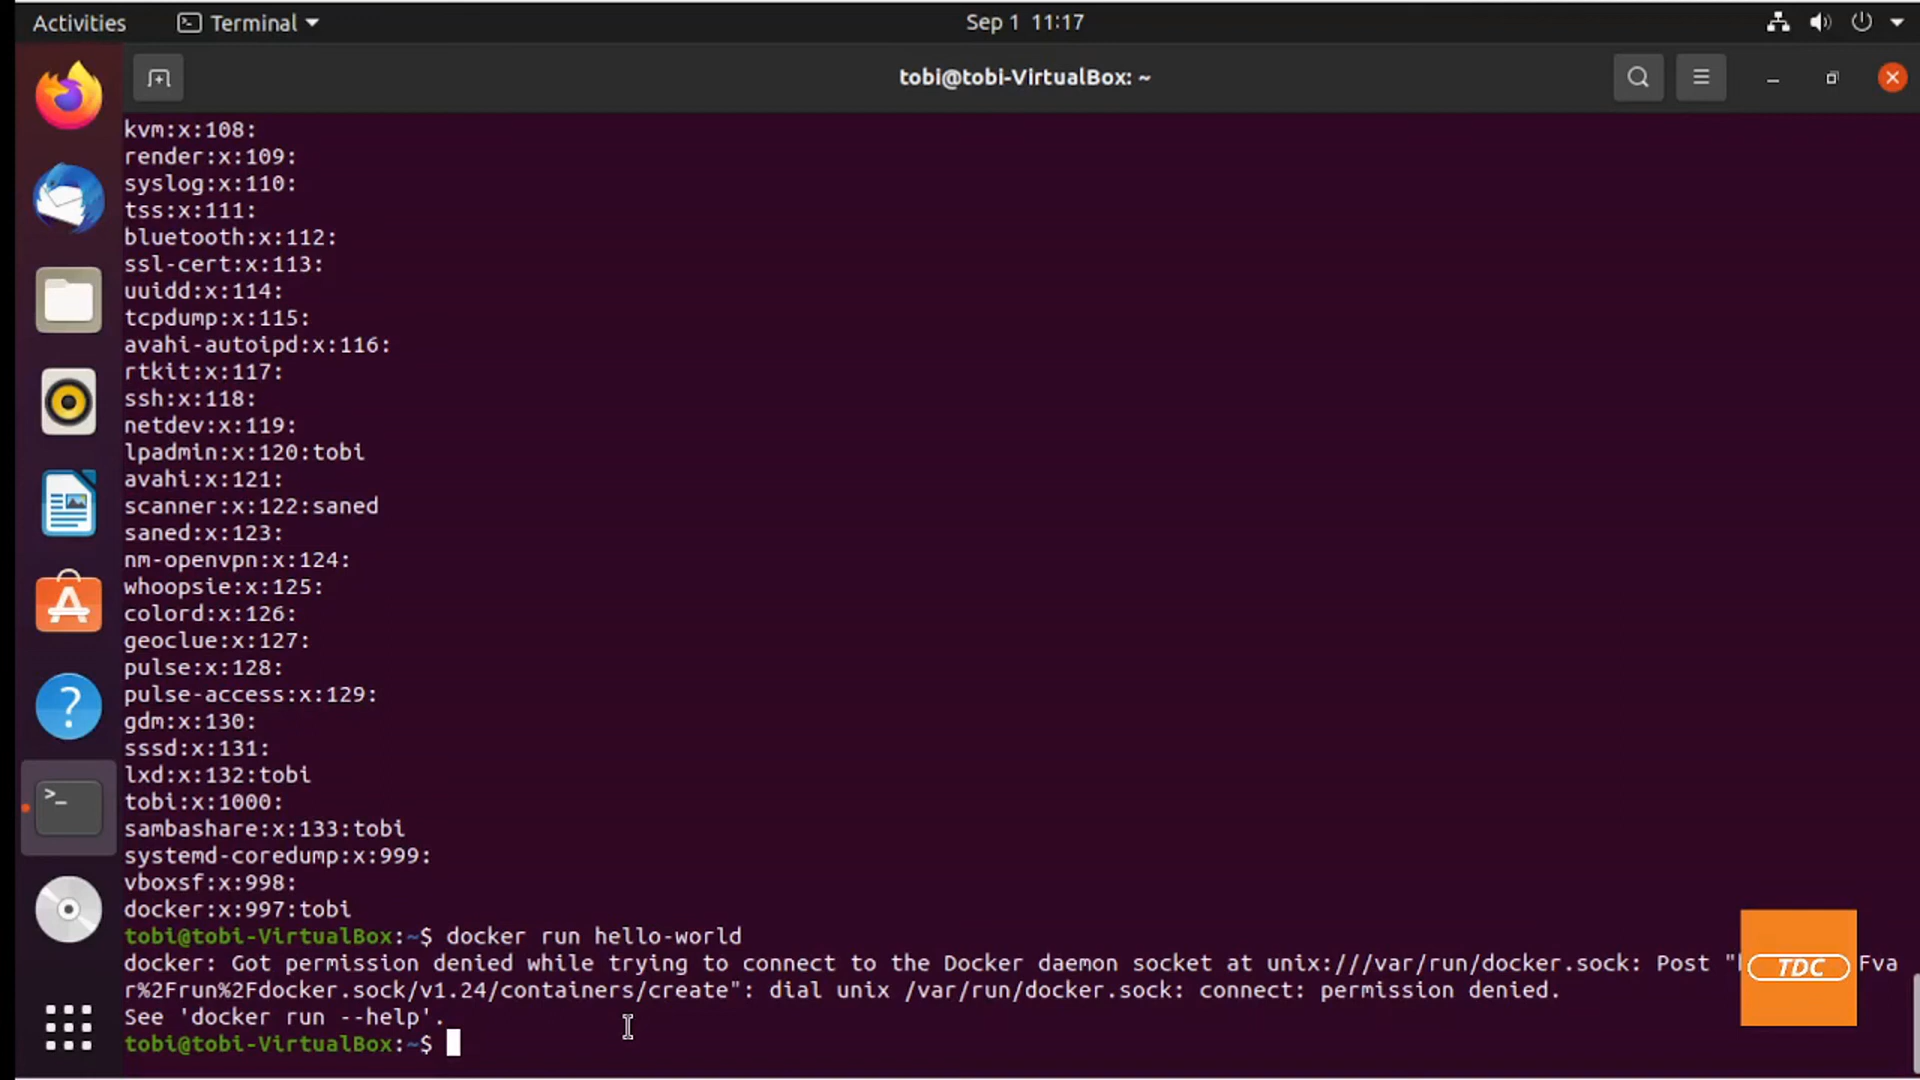 Activities Terminal Sep 1 11:17
tobi@tobi-VirtualBox: ~
kvm:x:108:
render:x:109:
syslog:x:110:
tss:x:111:
bluetooth:x:112:
ssl-cert:x:113:
uuidd:x:114:
tcpdump:x:115:
avahi-autoipd:x:116:
rtkit:x:117:
ssh:x:118:
netdev:x:119:
lpadmin:x:120:tobi
avahi:x:121:
scanner:x:122:saned
saned:x:123:
nm-openvpn:x:124:
whoopsie:x:125:
colord:x:126:
geoclue:x:127:
pulse:x:128:
pulse-access:x:129:
gdm:x:130:
sssd:x:131:
lxd:x:132:tobi
tobi:x:1000:
sambashare:x:133:tobi
systemd-coredump:x:999:
vboxsf:x:998:
docker:x:997:tobi
tobi@tobi-VirtualBox:~$ docker run hello-world
docker: Got permission denied while trying to connect to the Docker daemon socket at unix:///var/run/docker.sock: Post " Fva
r%2Frun%2Fdocker.sock/v1.24/containers/create": dial unix /var/run/docker.sock: connect: permission denied.
See 'docker run --help'.
tobi@tobi-VirtualBox:~$
TDC